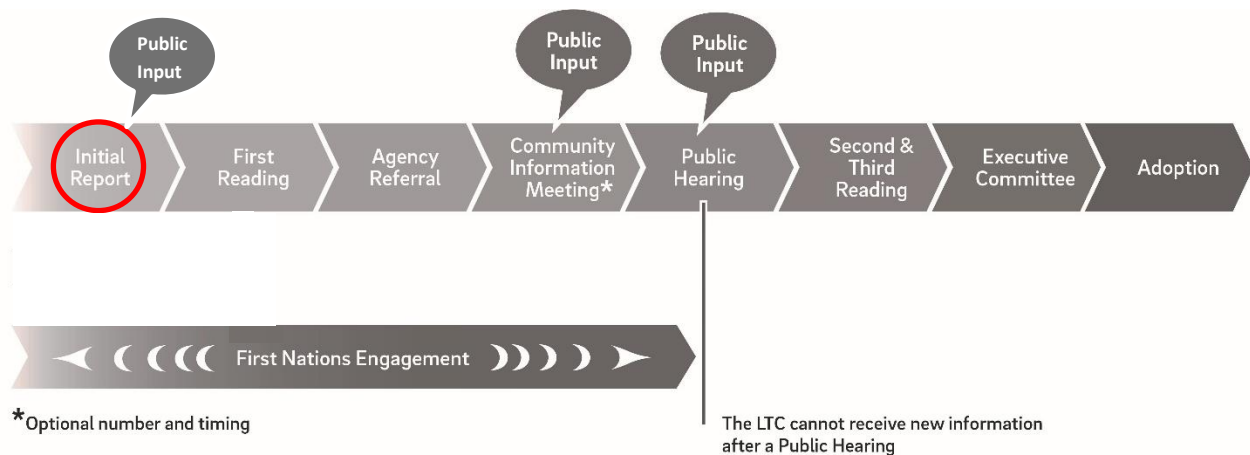 Public
Input
Public
Input
Public
Input
Initial
Report
First
Reading
Agency
Referral
Community
Information
Meeting*
Public
Hearing
Second &
Third
Reading
Executive
Committee
Adoption
First Nations Engagement
*Optional number and timing
The LTC cannot receive new information
after a Public Hearing